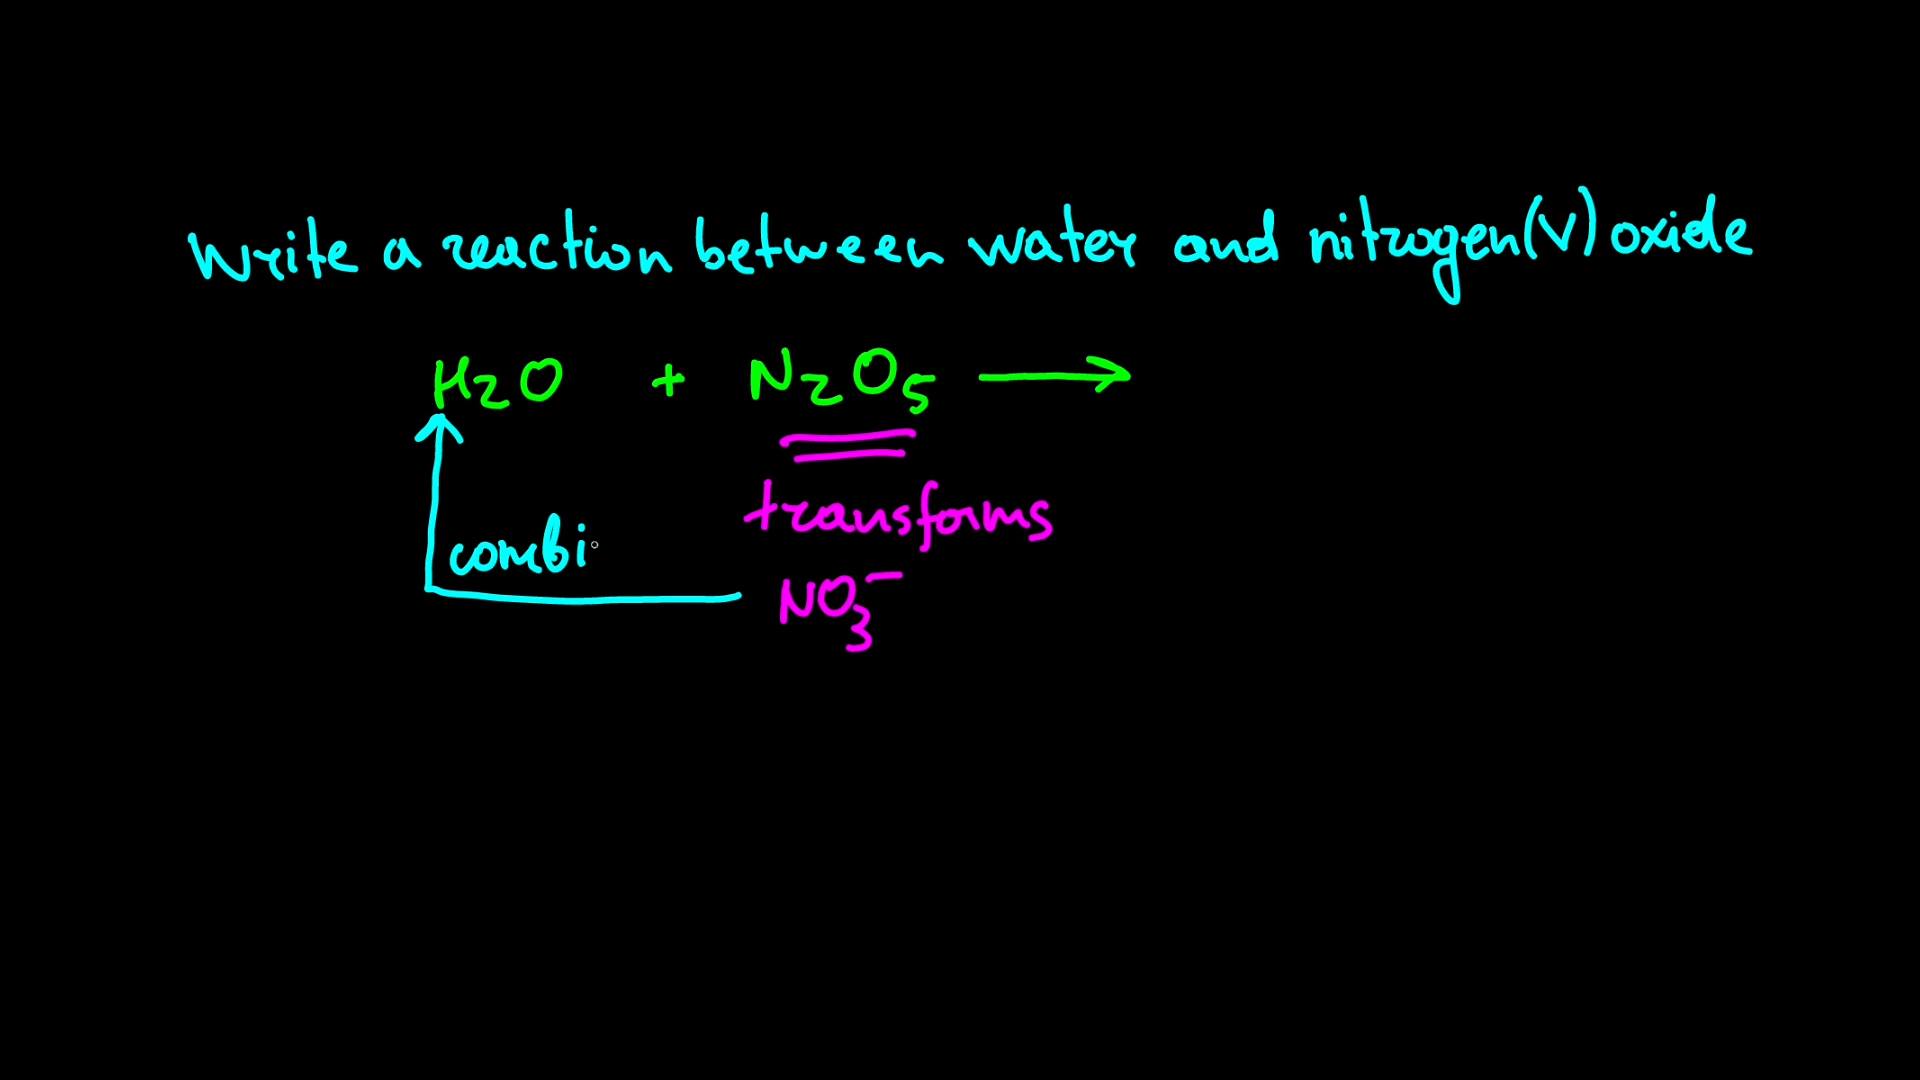 Write a reaction between water and nitrogen(V) oxide
H₂O + N₂O₅ ⟶
transforms
combi
NO₃⁻